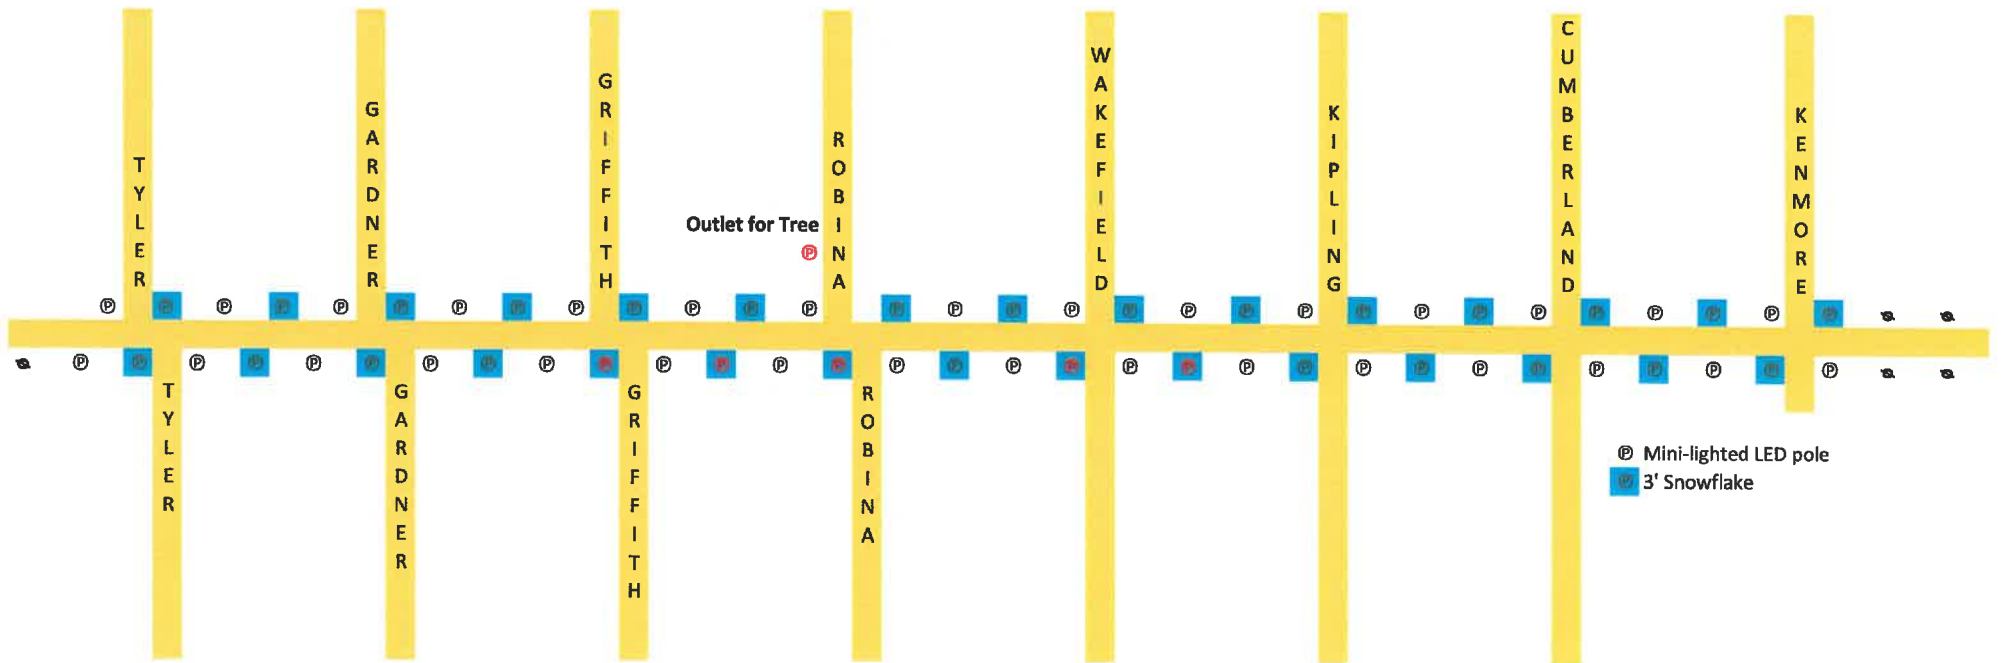 TYLER
GARDNER
GRIFFITH
ROBINA
WAKEFIELD
KIPLING
CUMBERLAND
KENMORE
Outlet for Tree
Ⓟ
Ⓟ Ⓟ Ⓟ Ⓟ Ⓟ Ⓟ Ⓟ Ⓟ Ⓟ Ⓟ Ⓟ Ⓟ Ⓟ Ⓟ Ⓟ Ⓟ Ⓟ Ⓟ Ⓟ Ⓟ Ⓟ Ⓟ Ⓟ Ⓟ Ⓟ Ⓟ Ⓟ Ⓟ Ⓟ Ⓟ
Ⓟ Ⓟ Ⓟ Ⓟ Ⓟ Ⓟ Ⓟ Ⓟ Ⓟ Ⓟ Ⓟ Ⓟ Ⓟ Ⓟ Ⓟ Ⓟ Ⓟ Ⓟ Ⓟ Ⓟ Ⓟ Ⓟ Ⓟ Ⓟ Ⓟ Ⓟ Ⓟ Ⓟ Ⓟ Ⓟ Ⓟ
TYLER
GARDNER
GRIFFITH
ROBINA
Ⓟ Mini-lighted LED pole
Ⓟ 3' Snowflake